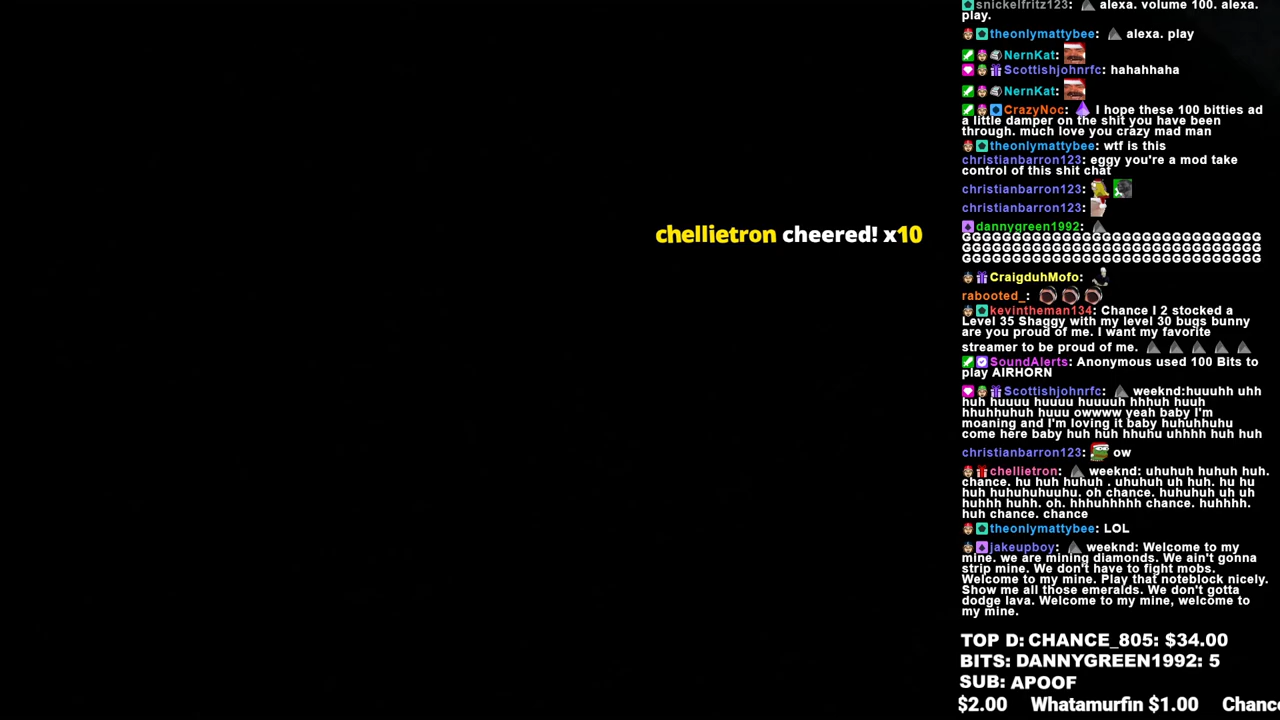 snickelfritz123: alexa. volume 100. alexa.
play.
theonlymattybee: alexa. play
NernKat:
Scottishjohnrfc: hahahhaha
NernKat:
CrazyNoc: I hope these 100 bitties ad
a little damper on the shit you have been
through. much love you crazy mad man
theonlymattybee: wtf is this
christianbarron123: eggy you're a mod take
control of this shit chat
christianbarron123:
christianbarron123:
chellietron cheered! x10
dannygreen1992:
GGGGGGGGGGGGGGGGGGGGGGGGGGGG
GGGGGGGGGGGGGGGGGGGGGGGGGGGG
GGGGGGGGGGGGGGGGGGGGGGGGGGGG
CraigduhMofo:
rabooted_:
kevintheman134: Chance I 2 stocked a
Level 35 Shaggy with my level 30 bugs bunny
are you proud of me. I want my favorite
streamer to be proud of me.
SoundAlerts: Anonymous used 100 Bits to
play AIRHORN
Scottishjohnrfc: weeknd:huuuhh uhh
huh huuuu huuuu huuuuh hhhuh huuh
hhuhhuhuh huuu owwww yeah baby I'm
moaning and I'm loving it baby huhuhhuhu
come here baby huh huh hhuhu uhhhh huh huh
christianbarron123: ow
chellietron: weeknd: uhuhuh huhuh huh.
chance. hu huh huhuh . uhuhuh uh huh. hu hu
huh huhuhuhuuhu. oh chance. huhuhuh uh uh
huhhh huhh. oh. hhhuhhhhh chance. huhhhh.
huh chance. chance
theonlymattybee: LOL
jakeupboy: weeknd: Welcome to my
mine. we are mining diamonds. We ain't gonna
strip mine. We don't have to fight mobs.
Welcome to my mine. Play that noteblock nicely.
Show me all those emeralds. We don't gotta
dodge lava. Welcome to my mine, welcome to
my mine.
TOP D: CHANCE_805: $34.00
BITS: DANNYGREEN1992: 5
SUB: APOOF
$2.00 Whatamurfin $1.00 Chanc